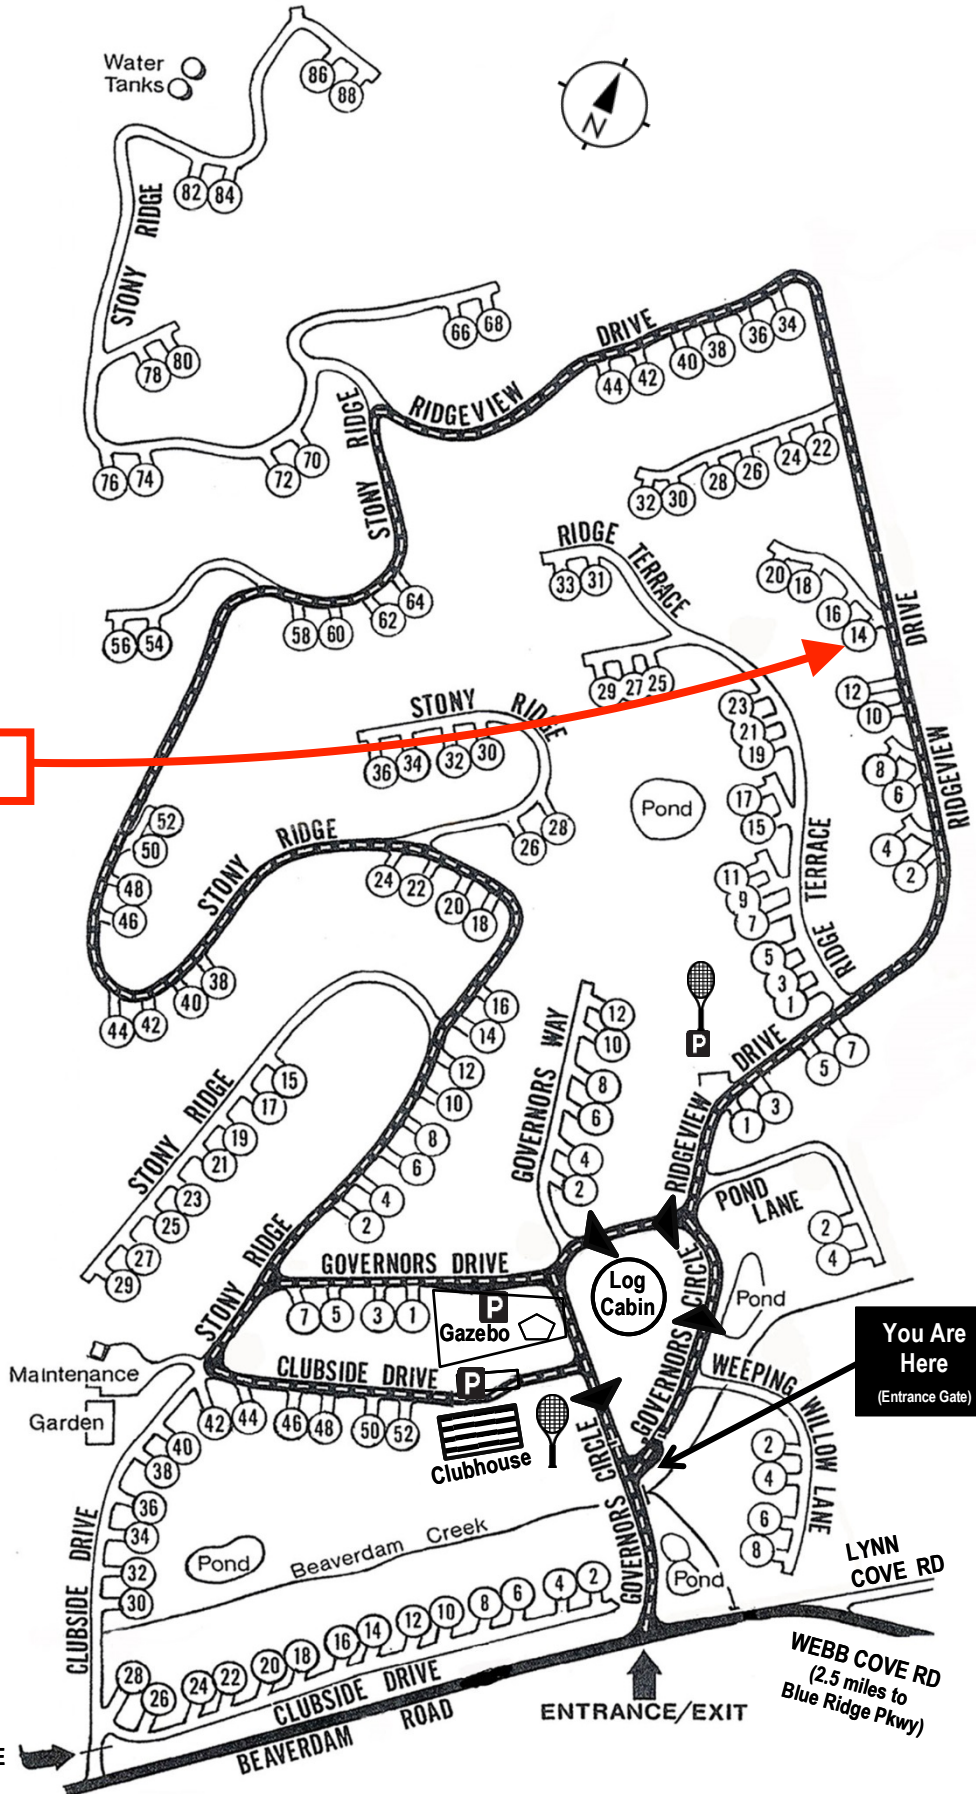 Water
Tanks
86
88
N
82
84
STONY RIDGE
78
80
66
68
DRIVE
34
36
38
40
42
44
RIDGEVIEW
RIDGE
STONY
70
72
74
76
22
24
26
28
30
32
RIDGE TERRACE
33
31
20
18
16
14
DRIVE
64
62
60
58
56
54
29
27
25
12
10
23
21
19
STONY RIDGE
36
34
32
30
RIDGEVIEW
8
6
Pond
17
15
28
26
52
50
STONY RIDGE
4
2
24
22
20
18
48
46
11
9
7
RIDGE TERRACE
5
3
1
38
40
42
44
16
14
GOVERNORS WAY
12
10
P
DRIVE
7
5
STONY RIDGE
15
17
19
21
23
25
27
29
12
10
8
6
4
2
8
6
4
2
RIDGEVIEW
3
1
POND
LANE
2
4
STONY RIDGE
GOVERNORS DRIVE
7
5
3
1
P
Gazebo
Log
Cabin
GOVERNORS CIRCLE
Pond
You Are
Here
(Entrance Gate)
Maintenance
Garden
CLUBSIDE DRIVE
P
42
44
46
48
50
52
Clubhouse
WEEPING WILLOW LANE
2
4
6
8
40
38
36
34
32
30
CLUBSIDE DRIVE
Pond
Beaverdam Creek
GOVERNORS CIRCLE
Pond
LYNN
COVE RD
28
26
24
22
20
18
16
14
12
10
8
6
4
2
CLUBSIDE DRIVE
BEAVERDAM ROAD
ENTRANCE/EXIT
WEBB COVE RD
(2.5 miles to
Blue Ridge Pkwy)
E